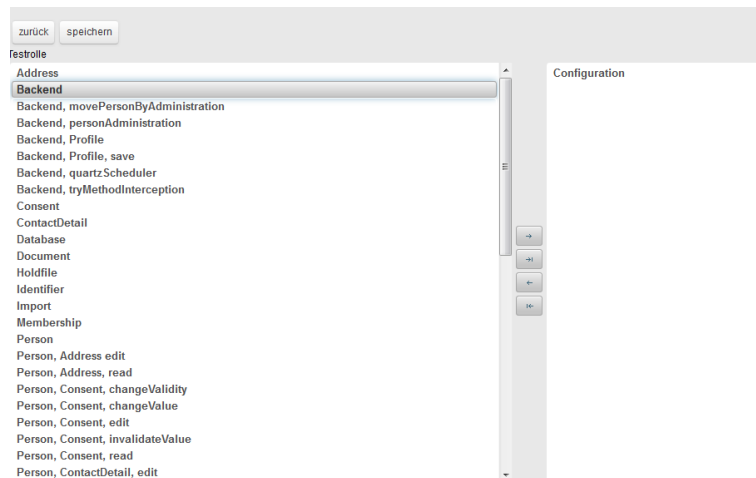 zurück speichern
Testrolle
Address
Backend
Backend, movePersonByAdministration
Backend, personAdministration
Backend, Profile
Backend, Profile, save
Backend, quartzScheduler
Backend, tryMethodInterception
Consent
ContactDetail
Database
Document
Holdfile
Identifier
Import
Membership
Person
Person, Address edit
Person, Address, read
Person, Consent, changeValidity
Person, Consent, changeValue
Person, Consent, edit
Person, Consent, invalidateValue
Person, Consent, read
Person, ContactDetail, edit
Configuration